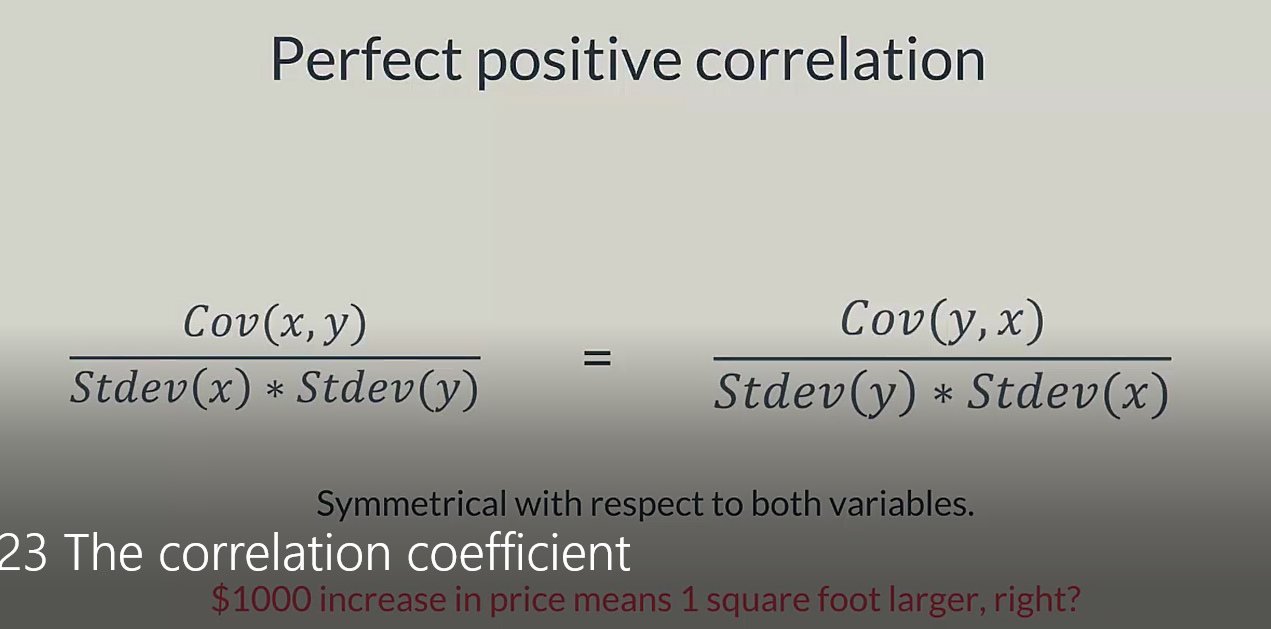 Perfect positive correlation
Cov(x, y)
Stdev(x) * Stdev(y)
=
Cov(y, x)
Stdev(y) * Stdev(x)
Symmetrical with respect to both variables.
23 The correlation coefficient
$1000 increase in price means 1 square foot larger, right?